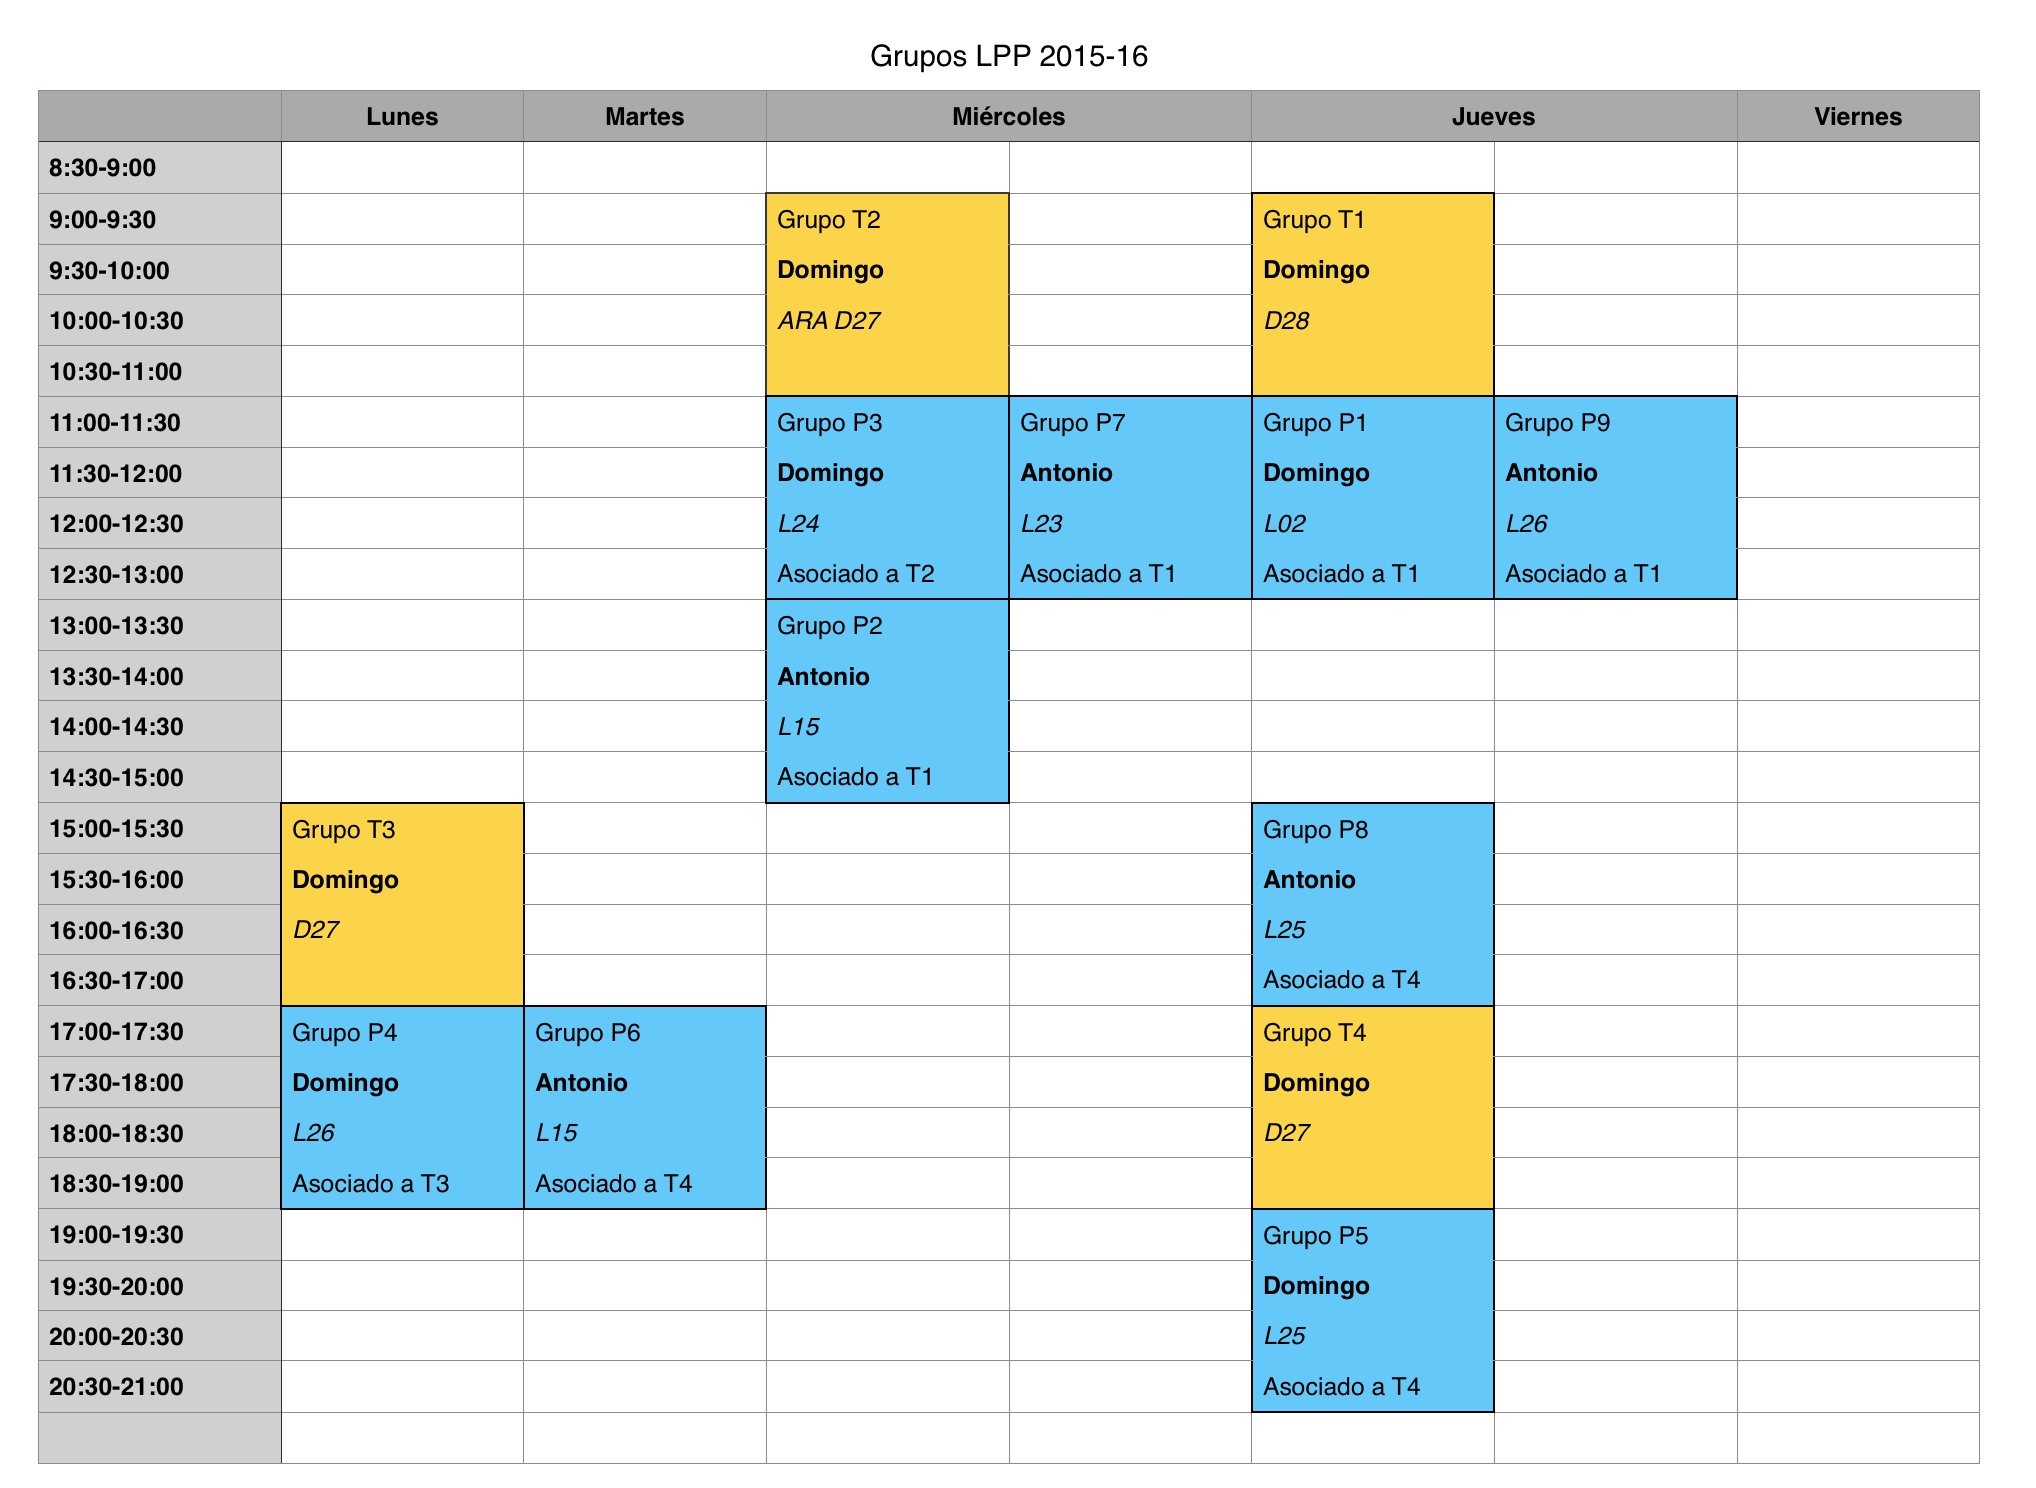 Grupos LPP 2015-16
Lunes Martes Miércoles Jueves Viernes
8:30-9:00
9:00-9:30 Grupo T2 Grupo T1
9:30-10:00 Domingo Domingo
10:00-10:30 ARA D27 D28
10:30-11:00
11:00-11:30 Grupo P3 Grupo P7 Grupo P1 Grupo P9
11:30-12:00 Domingo Antonio Domingo Antonio
12:00-12:30 L24 L23 L02 L26
12:30-13:00 Asociado a T2 Asociado a T1 Asociado a T1 Asociado a T1
13:00-13:30 Grupo P2
13:30-14:00 Antonio
14:00-14:30 L15
14:30-15:00 Asociado a T1
15:00-15:30 Grupo T3 Grupo P8
15:30-16:00 Domingo Antonio
16:00-16:30 D27 L25
16:30-17:00 Asociado a T4
17:00-17:30 Grupo P4 Grupo P6 Grupo T4
17:30-18:00 Domingo Antonio Domingo
18:00-18:30 L26 L15 D27
18:30-19:00 Asociado a T3 Asociado a T4
19:00-19:30 Grupo P5
19:30-20:00 Domingo
20:00-20:30 L25
20:30-21:00 Asociado a T4